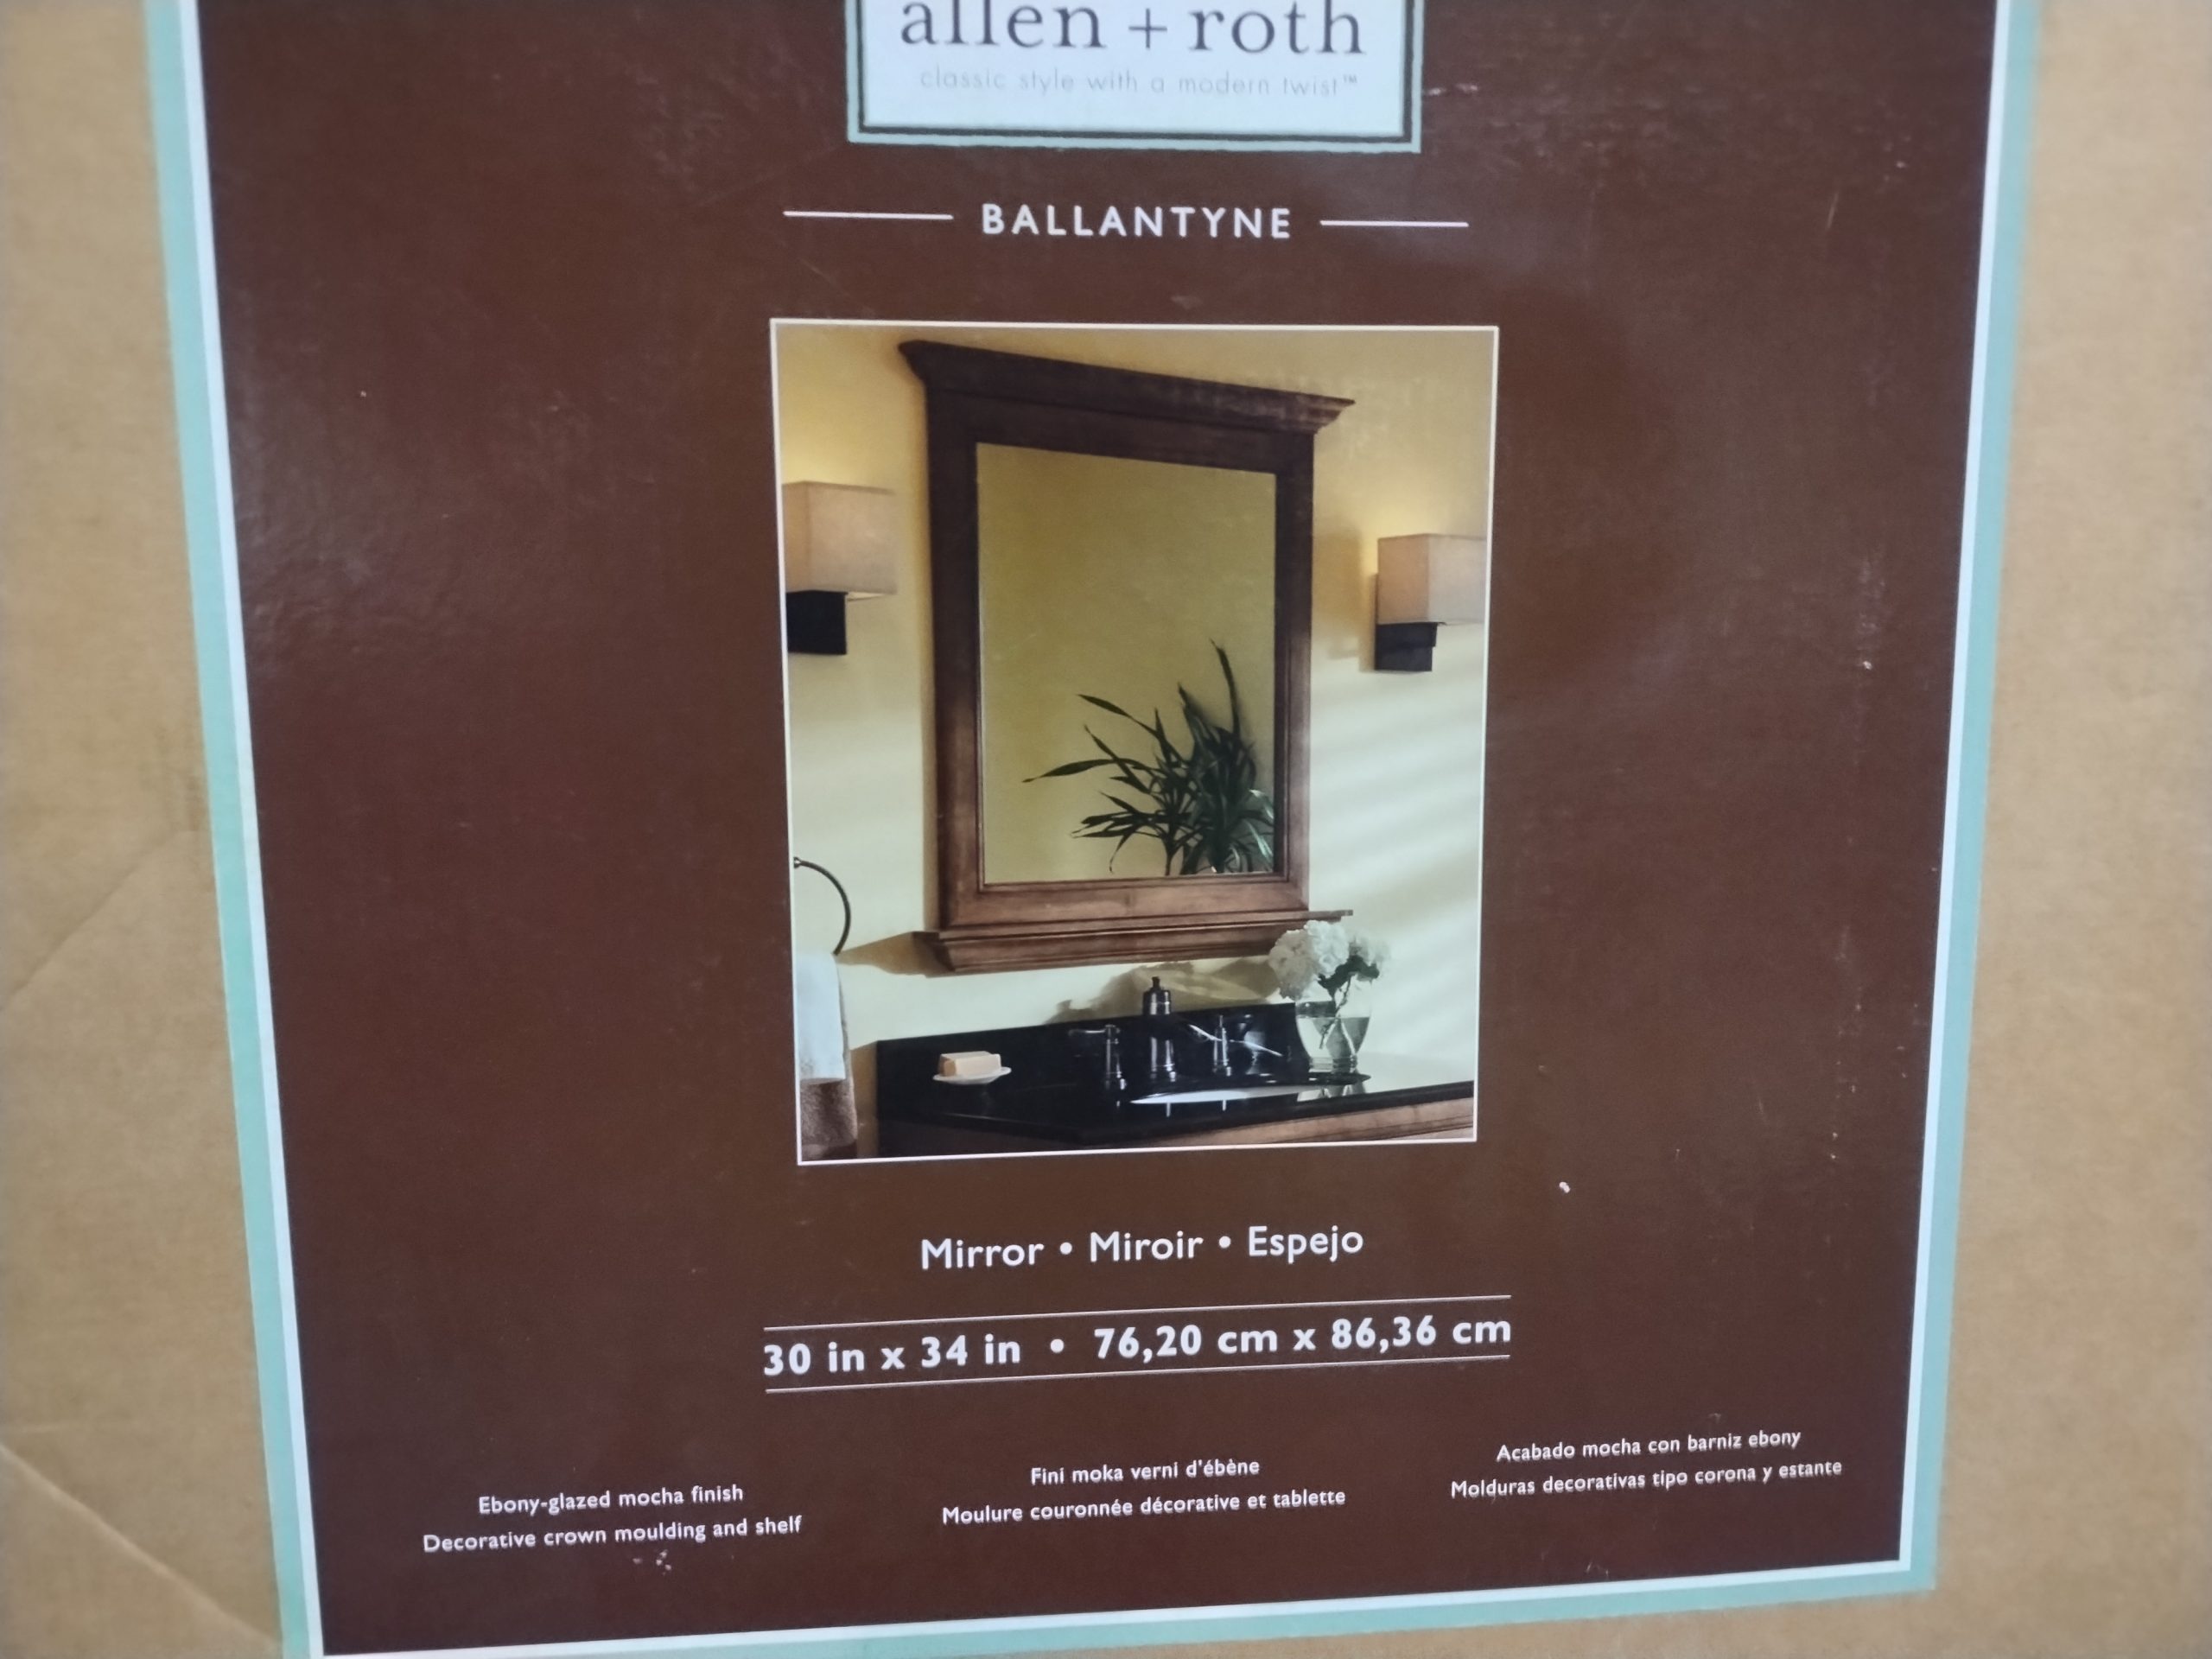 allen + roth
classic style with a modern twist™
BALLANTYNE
Mirror • Miroir • Espejo
30 in x 34 in • 76,20 cm x 86,36 cm
Ebony-glazed mocha finish
Decorative crown moulding and shelf
Fini moka verni d'ébène
Moulure couronnée décorative et tablette
Acabado mocha con barniz ebony
Molduras decorativas tipo corona y estante